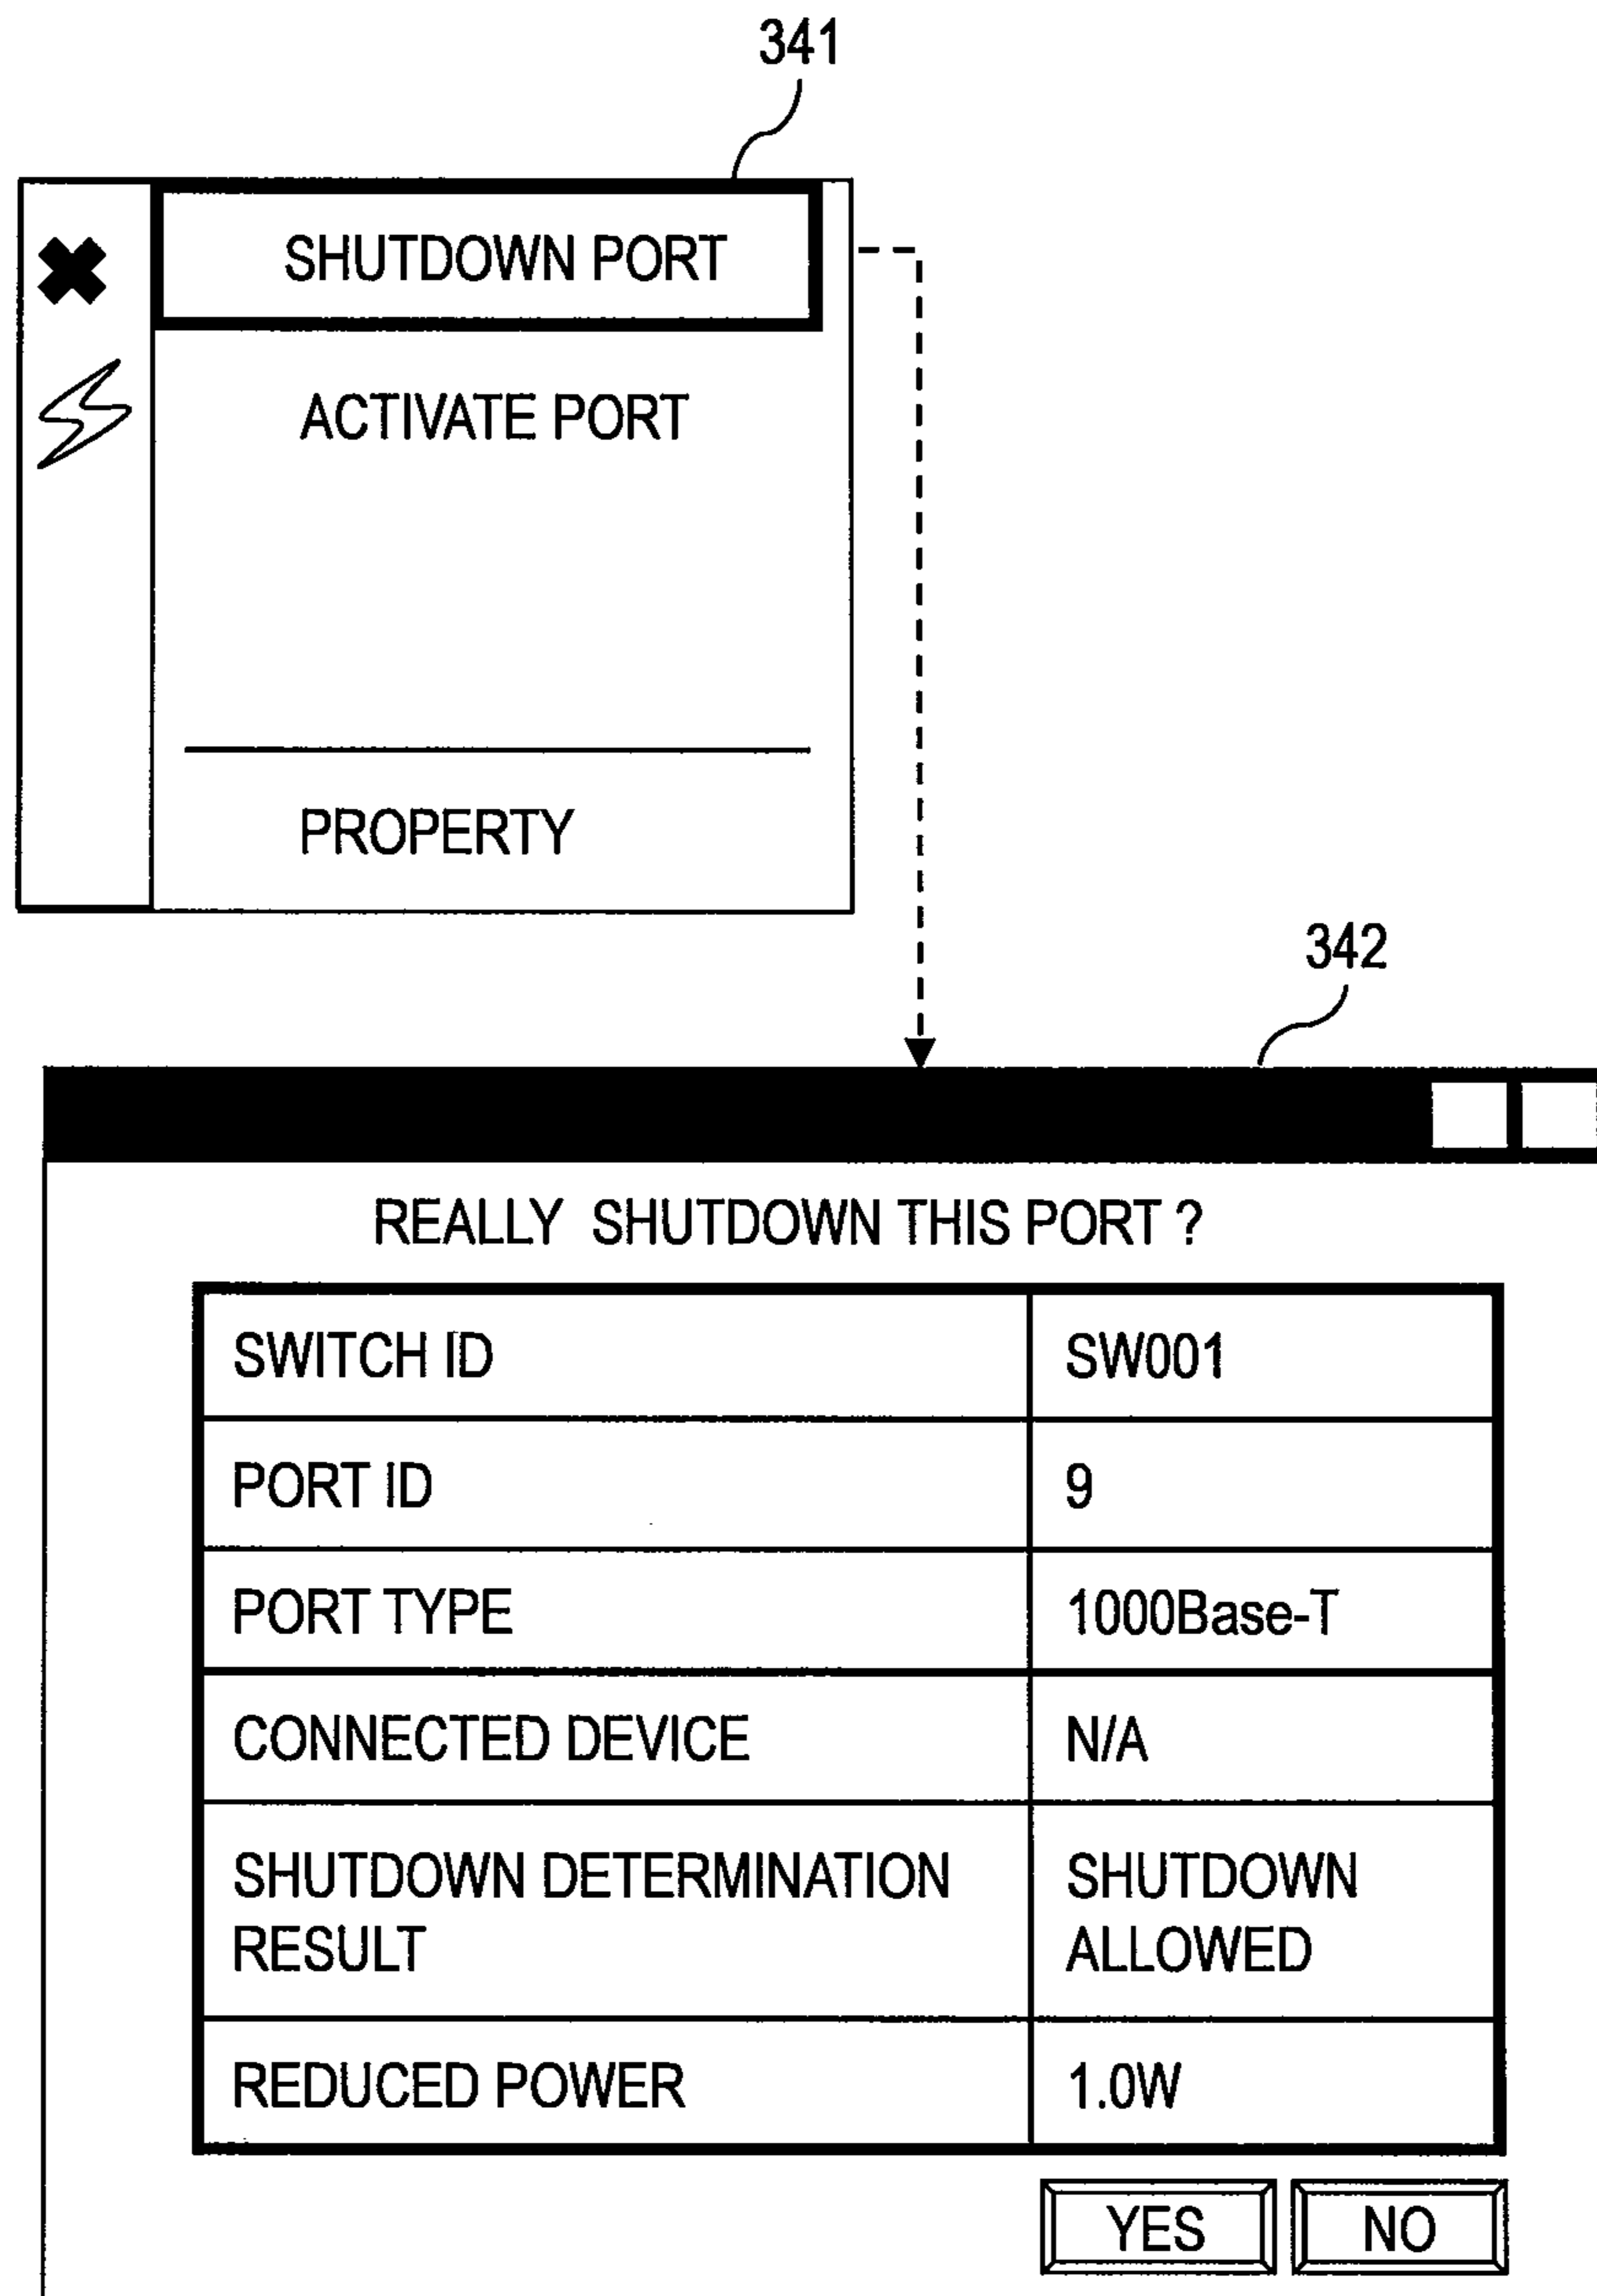 341
SHUTDOWN PORT
ACTIVATE PORT
PROPERTY
342
REALLY SHUTDOWN THIS PORT ?
SWITCH ID SW001
PORT ID 9
PORT TYPE 1000Base-T
CONNECTED DEVICE N/A
SHUTDOWN DETERMINATION RESULT SHUTDOWN ALLOWED
REDUCED POWER 1.0W
YES NO